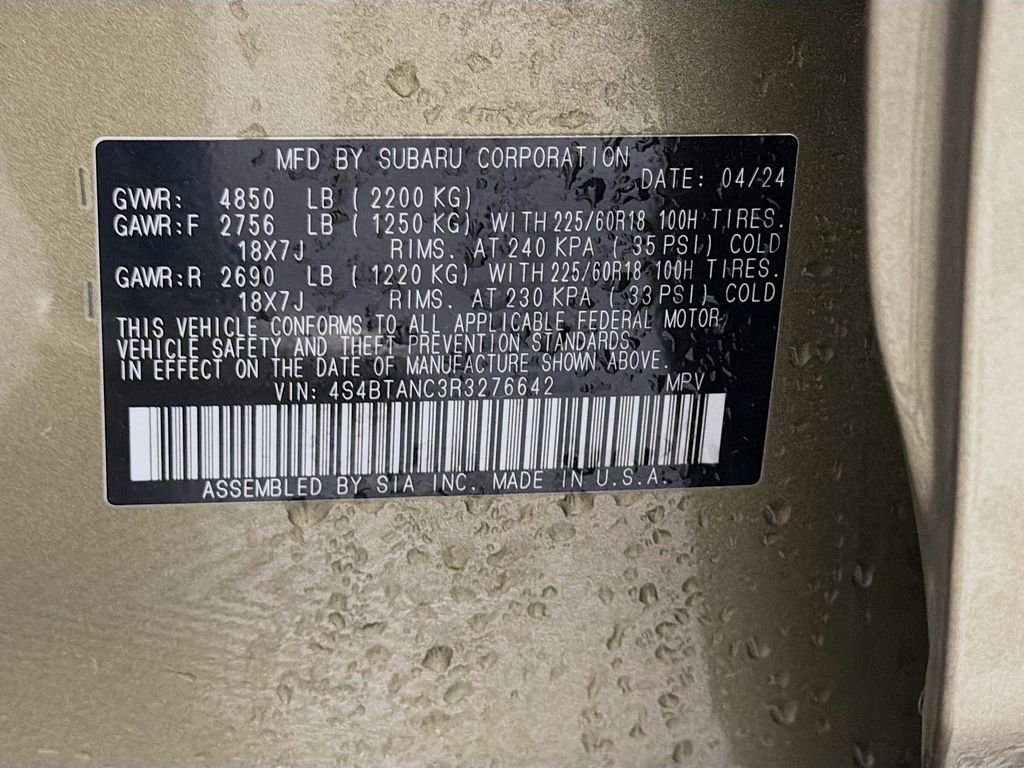 MFD BY SUBARU CORPORATION
DATE: 04/24
GVWR: 4850 LB ( 2200 KG)
GAWR:F 2756 LB ( 1250 KG) WITH 225/60R18 100H TIRES.
18X7J RIMS. AT 240 KPA ( 35 PSI) COLD
GAWR:R 2690 LB ( 1220 KG) WITH 225/60R18 100H TIRES.
18X7J RIMS. AT 230 KPA ( 33 PSI) COLD
THIS VEHICLE CONFORMS TO ALL APPLICABLE FEDERAL MOTOR
VEHICLE SAFETY AND THEFT PREVENTION STANDARDS
IN EFFECT ON THE DATE OF MANUFACTURE SHOWN ABOVE.
VIN: 4S4BTANC3R3276642 MPV
ASSEMBLED BY SIA INC. MADE IN U.S.A.